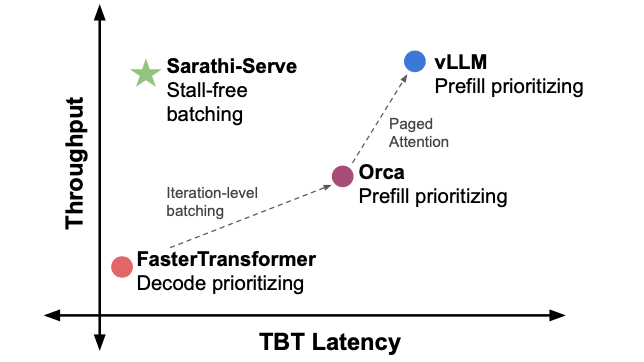 Sarathi-Serve
Stall-free
batching
vLLM
Prefill prioritizing
Paged
Attention
Orca
Prefill prioritizing
Iteration-level
batching
FasterTransformer
Decode prioritizing
Throughput
TBT Latency